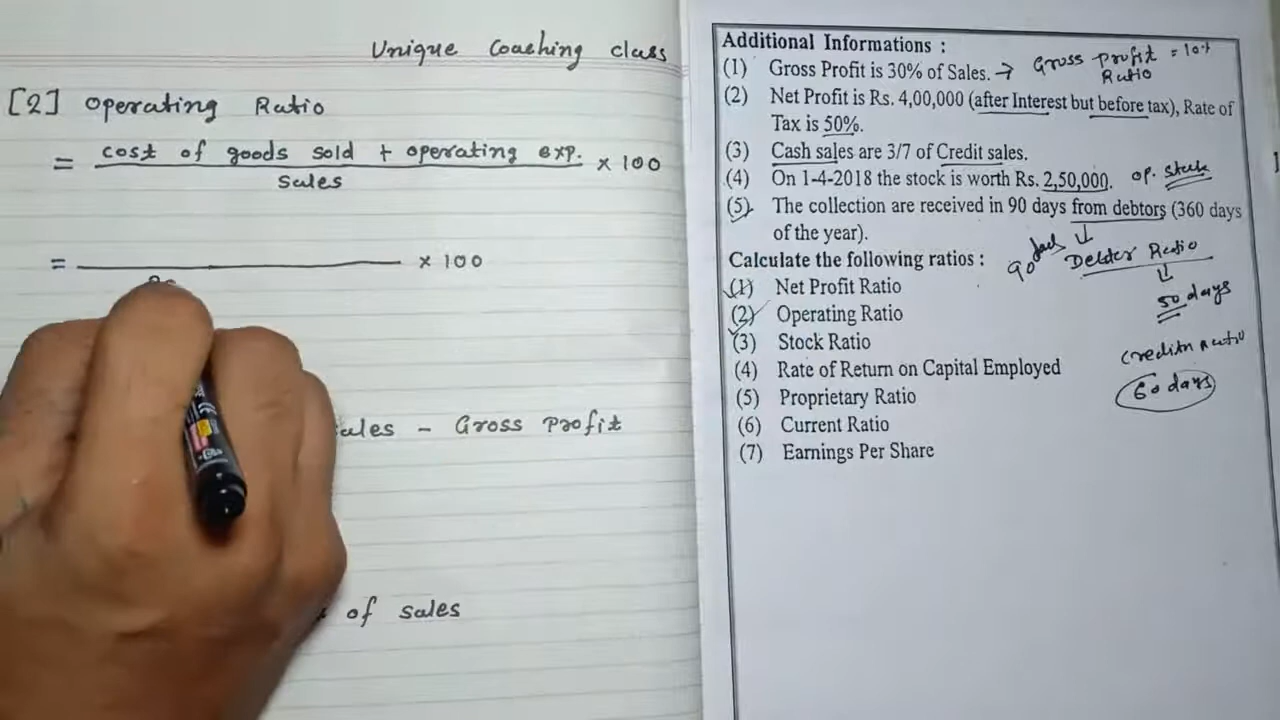 Unique Coaching class
[2] Operating Ratio
= cost of goods sold + operating exp. × 100
sales
= × 100
ales - Gross Profit
of sales
Additional Informations :
(1) Gross Profit is 30% of Sales. → Gross Profit = 10%
Ratio
(2) Net Profit is Rs. 4,00,000 (after Interest but before tax), Rate of
Tax is 50%.
(3) Cash sales are 3/7 of Credit sales.
(4) On 1-4-2018 the stock is worth Rs. 2,50,000. op. stock
(5) The collection are received in 90 days from debtors (360 days
of the year).
90 days Debtor Ratio
Calculate the following ratios :
(1) Net Profit Ratio
50 days
(2) Operating Ratio
(3) Stock Ratio
Creditor Ratio
(4) Rate of Return on Capital Employed
60 days
(5) Proprietary Ratio
(6) Current Ratio
(7) Earnings Per Share